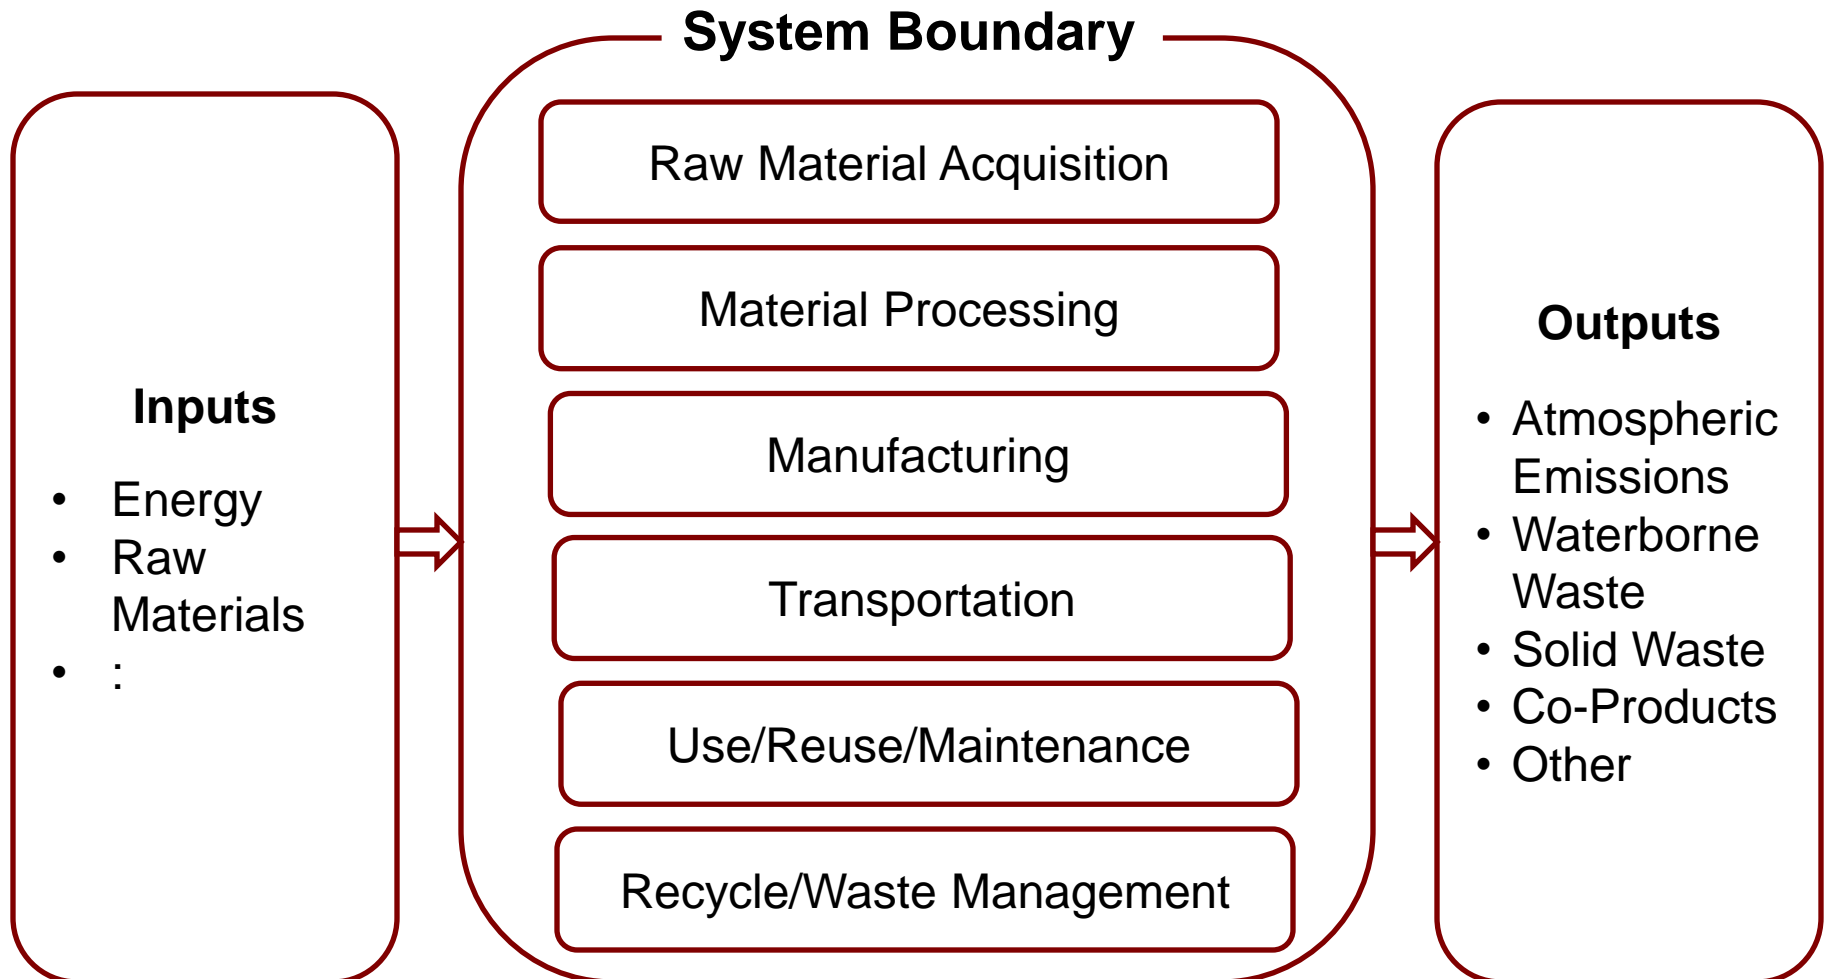 System Boundary
Inputs
• Energy
• Raw
Materials
• :
Raw Material Acquisition
Material Processing
Manufacturing
Transportation
Use/Reuse/Maintenance
Recycle/Waste Management
Outputs
• Atmospheric
Emissions
• Waterborne
Waste
• Solid Waste
• Co-Products
• Other